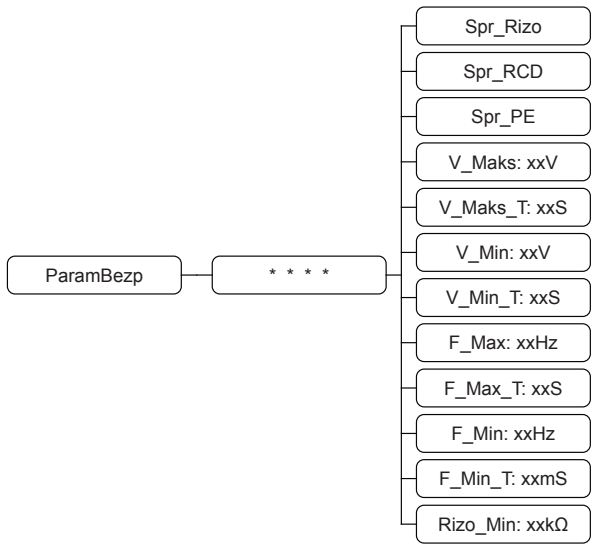 ParamBezp
* * * *
Spr_Rizo
Spr_RCD
Spr_PE
V_Maks: xxV
V_Maks_T: xxS
V_Min: xxV
V_Min_T: xxS
F_Max: xxHz
F_Max_T: xxS
F_Min: xxHz
F_Min_T: xxmS
Rizo_Min: xxkΩ